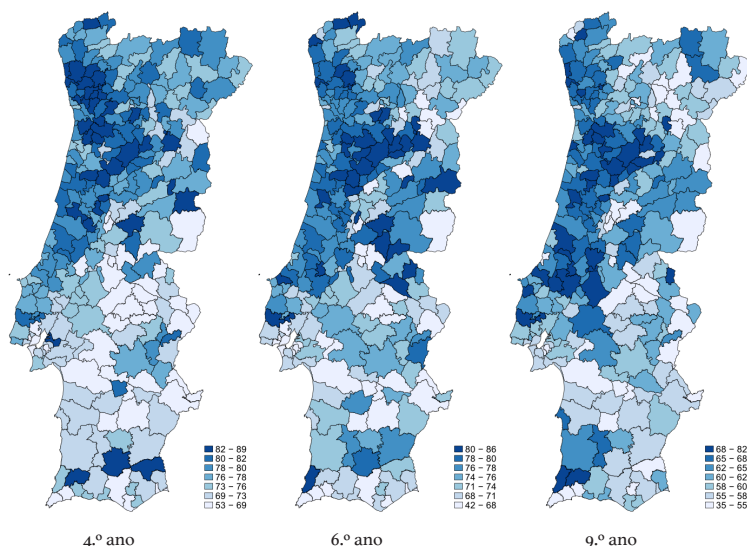 82 – 89
80 – 82
78 – 80
76 – 78
73 – 76
69 – 73
53 – 69
80 – 86
78 – 80
76 – 78
74 – 76
71 – 74
68 – 71
42 – 68
68 – 82
65 – 68
62 – 65
60 – 62
58 – 60
55 – 58
35 – 55
4.º ano
6.º ano
9.º ano